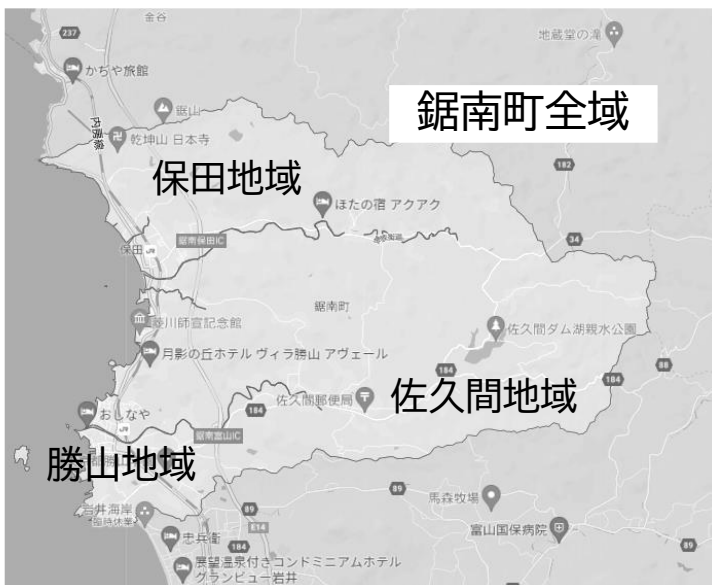 金谷
237
地蔵堂の滝
かぢや旅館
鋸山
鋸南町全域
内房線
乾坤山 日本寺
182
保田地域
ほたの宿 アクアク
鋸南保田IC
34
保田
鋸南町
菱川師宣記念館
佐久間ダム湖親水公園
月影の丘ホテル ヴィラ勝山 アヴェール
184
88
184
佐久間郵便局
佐久間地域
おしなや
184
鋸南富山IC
勝山地域
89
馬森牧場
89
岩井海岸
臨時休業
E14
富山国保病院
忠兵衛
184
89
展望温泉付きコンドミニアムホテル
グランビュー岩井